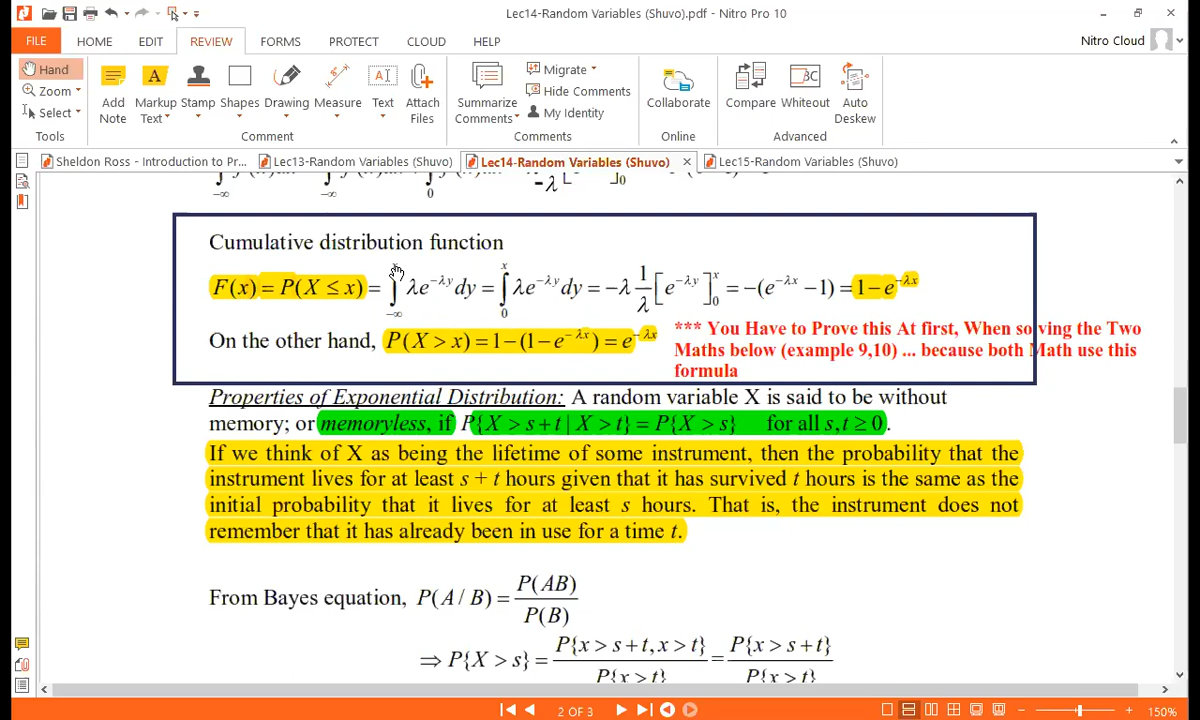 Lec14-Random Variables (Shuvo).pdf - Nitro Pro 10
FILE HOME EDIT REVIEW FORMS PROTECT CLOUD HELP Nitro Cloud
Hand
Zoom
Select
Tools
Add Note
Markup Text
Stamp
Shapes
Drawing
Measure
Text
Attach Files
Comment
Summarize Comments
Migrate
Hide Comments
My Identity
Comments
Collaborate
Online
Compare
Whiteout
Auto Deskew
Advanced
Sheldon Ross - Introduction to Pr... Lec13-Random Variables (Shuvo) Lec14-Random Variables (Shuvo) Lec15-Random Variables (Shuvo)
Cumulative distribution function
F(x) = P(X ≤ x) = ∫_{-∞}^{x} λe^{-λy} dy = ∫_{0}^{x} λe^{-λy} dy = -λ 1/λ [e^{-λy}]_{0}^{x} = -(e^{-λx} - 1) = 1 - e^{-λx}
On the other hand, P(X > x) = 1 - (1 - e^{-λx}) = e^{-λx}
*** You Have to Prove this At first, When solving the Two
Maths below (example 9,10) ... because both Math use this
formula
Properties of Exponential Distribution: A random variable X is said to be without
memory; or memoryless, if P{X > s + t | X > t} = P{X > s} for all s, t ≥ 0.
If we think of X as being the lifetime of some instrument, then the probability that the
instrument lives for at least s + t hours given that it has survived t hours is the same as the
initial probability that it lives for at least s hours. That is, the instrument does not
remember that it has already been in use for a time t.
From Bayes equation, P(A / B) = P(AB) / P(B)
⇒ P{X > s} = P{x > s + t, x > t} / P{x > t} = P{x > s + t} / P{x > t}
2 OF 3
150%